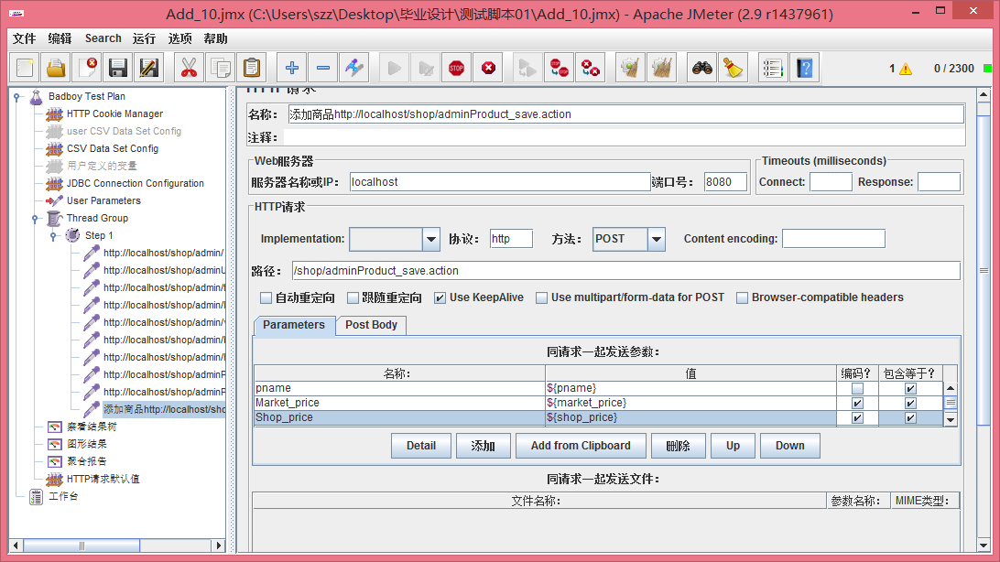 Add_10.jmx (C:\Users\szz\Desktop\毕业设计\测试脚本01\Add_10.jmx) - Apache JMeter (2.9 r1437961)
文件 编辑 Search 运行 选项 帮助
STOP
1 0 / 2300
Badboy Test Plan
HTTP Cookie Manager
user CSV Data Set Config
CSV Data Set Config
用户定义的变量
JDBC Connection Configuration
User Parameters
Thread Group
Step 1
http://localhost/shop/admin/
http://localhost/shop/adminU
http://localhost/shop/admin/
http://localhost/shop/admin/
http://localhost/shop/admin/
http://localhost/shop/admin/
http://localhost/shop/admin/
http://localhost/shop/adminP
http://localhost/shop/adminP
添加商品http://localhost/sho
察看结果树
图形结果
聚合报告
HTTP请求默认值
工作台
HTTP 请求
名称： 添加商品http://localhost/shop/adminProduct_save.action
注释：
Web服务器
服务器名称或IP： localhost 端口号： 8080
Timeouts (milliseconds)
Connect: Response:
HTTP请求
Implementation: 协议： http 方法： POST Content encoding:
路径： /shop/adminProduct_save.action
自动重定向 跟随重定向 Use KeepAlive Use multipart/form-data for POST Browser-compatible headers
Parameters Post Body
同请求一起发送参数：
名称： 值 编码？ 包含等于？
pname ${pname}
Market_price ${market_price}
Shop_price ${shop_price}
Detail 添加 Add from Clipboard 删除 Up Down
同请求一起发送文件：
文件名称： 参数名称： MIME类型：